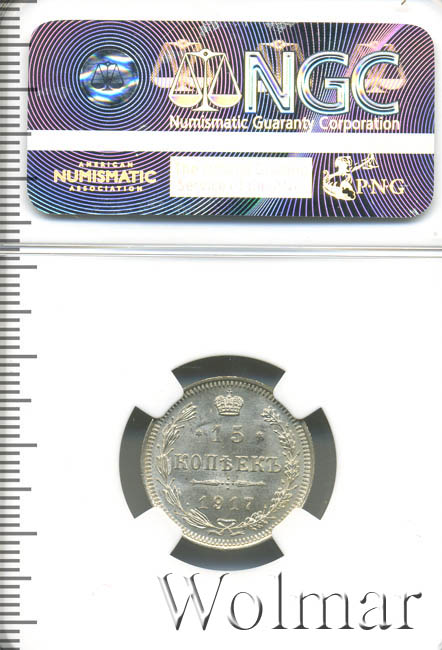 NGC
Numismatic Guaranty Corporation
AMERICAN
NUMISMATIC
ASSOCIATION
PNG
15
КОПѢЕКЪ
1917
Wolmar